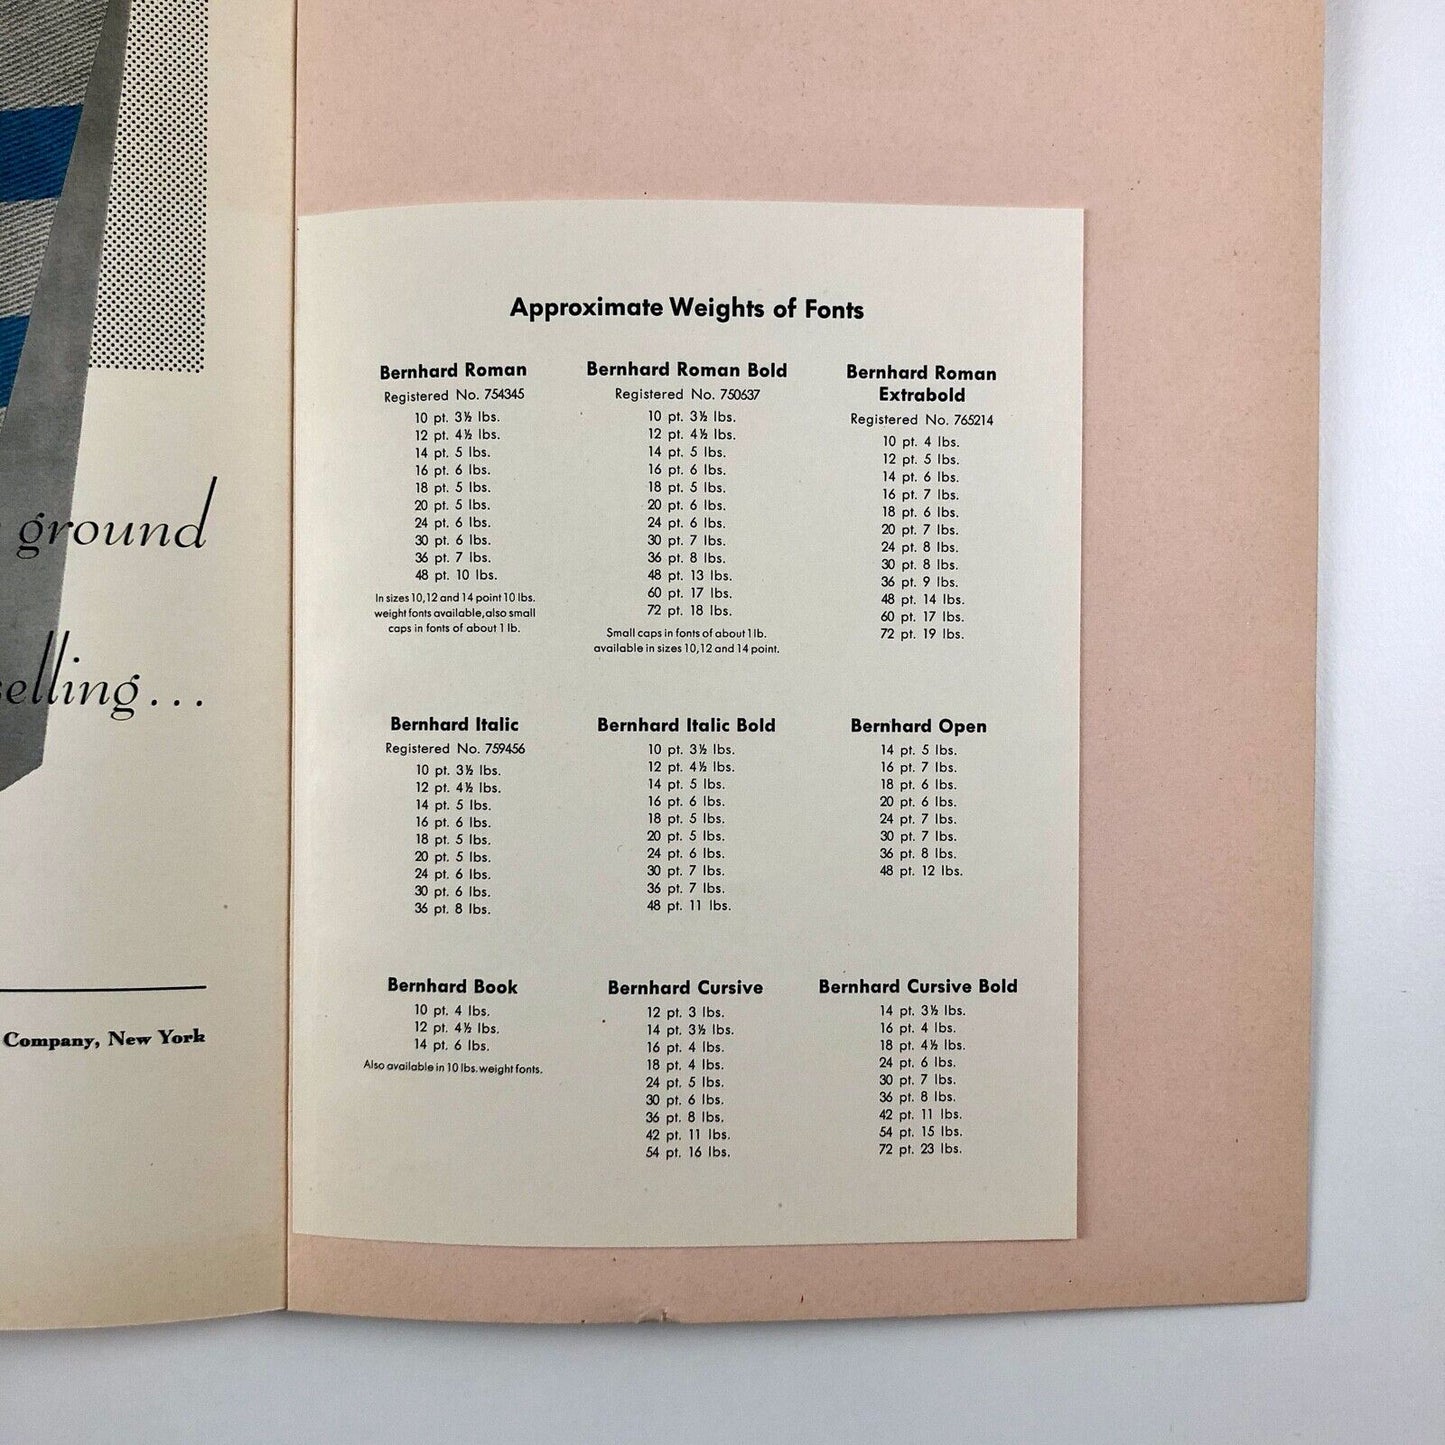 ground
selling...
Company, New York
Approximate Weights of Fonts
Bernhard Roman
Registered No. 754345
10 pt. 3½ lbs.
12 pt. 4½ lbs.
14 pt. 5 lbs.
16 pt. 6 lbs.
18 pt. 5 lbs.
20 pt. 5 lbs.
24 pt. 6 lbs.
30 pt. 6 lbs.
36 pt. 7 lbs.
48 pt. 10 lbs.
In sizes 10, 12 and 14 point 10 lbs.
weight fonts available, also small
caps in fonts of about 1 lb.
Bernhard Roman Bold
Registered No. 750637
10 pt. 3½ lbs.
12 pt. 4½ lbs.
14 pt. 5 lbs.
16 pt. 6 lbs.
18 pt. 5 lbs.
20 pt. 6 lbs.
24 pt. 6 lbs.
30 pt. 7 lbs.
36 pt. 8 lbs.
48 pt. 13 lbs.
60 pt. 17 lbs.
72 pt. 18 lbs.
Small caps in fonts of about 1 lb.
available in sizes 10, 12 and 14 point.
Bernhard Roman
Extrabold
Registered No. 765214
10 pt. 4 lbs.
12 pt. 5 lbs.
14 pt. 6 lbs.
16 pt. 7 lbs.
18 pt. 6 lbs.
20 pt. 7 lbs.
24 pt. 8 lbs.
30 pt. 8 lbs.
36 pt. 9 lbs.
48 pt. 14 lbs.
60 pt. 17 lbs.
72 pt. 19 lbs.
Bernhard Italic
Registered No. 759456
10 pt. 3½ lbs.
12 pt. 4½ lbs.
14 pt. 5 lbs.
16 pt. 6 lbs.
18 pt. 5 lbs.
20 pt. 5 lbs.
24 pt. 6 lbs.
30 pt. 6 lbs.
36 pt. 8 lbs.
Bernhard Italic Bold
10 pt. 3½ lbs.
12 pt. 4½ lbs.
14 pt. 5 lbs.
16 pt. 6 lbs.
18 pt. 5 lbs.
20 pt. 5 lbs.
24 pt. 6 lbs.
30 pt. 7 lbs.
36 pt. 7 lbs.
48 pt. 11 lbs.
Bernhard Open
14 pt. 5 lbs.
16 pt. 7 lbs.
18 pt. 6 lbs.
20 pt. 6 lbs.
24 pt. 7 lbs.
30 pt. 7 lbs.
36 pt. 8 lbs.
48 pt. 12 lbs.
Bernhard Book
10 pt. 4 lbs.
12 pt. 4½ lbs.
14 pt. 6 lbs.
Also available in 10 lbs. weight fonts.
Bernhard Cursive
12 pt. 3 lbs.
14 pt. 3½ lbs.
16 pt. 4 lbs.
18 pt. 4 lbs.
24 pt. 5 lbs.
30 pt. 6 lbs.
36 pt. 8 lbs.
42 pt. 11 lbs.
54 pt. 16 lbs.
Bernhard Cursive Bold
14 pt. 3½ lbs.
16 pt. 4 lbs.
18 pt. 4½ lbs.
24 pt. 6 lbs.
30 pt. 7 lbs.
36 pt. 8 lbs.
42 pt. 11 lbs.
54 pt. 15 lbs.
72 pt. 23 lbs.